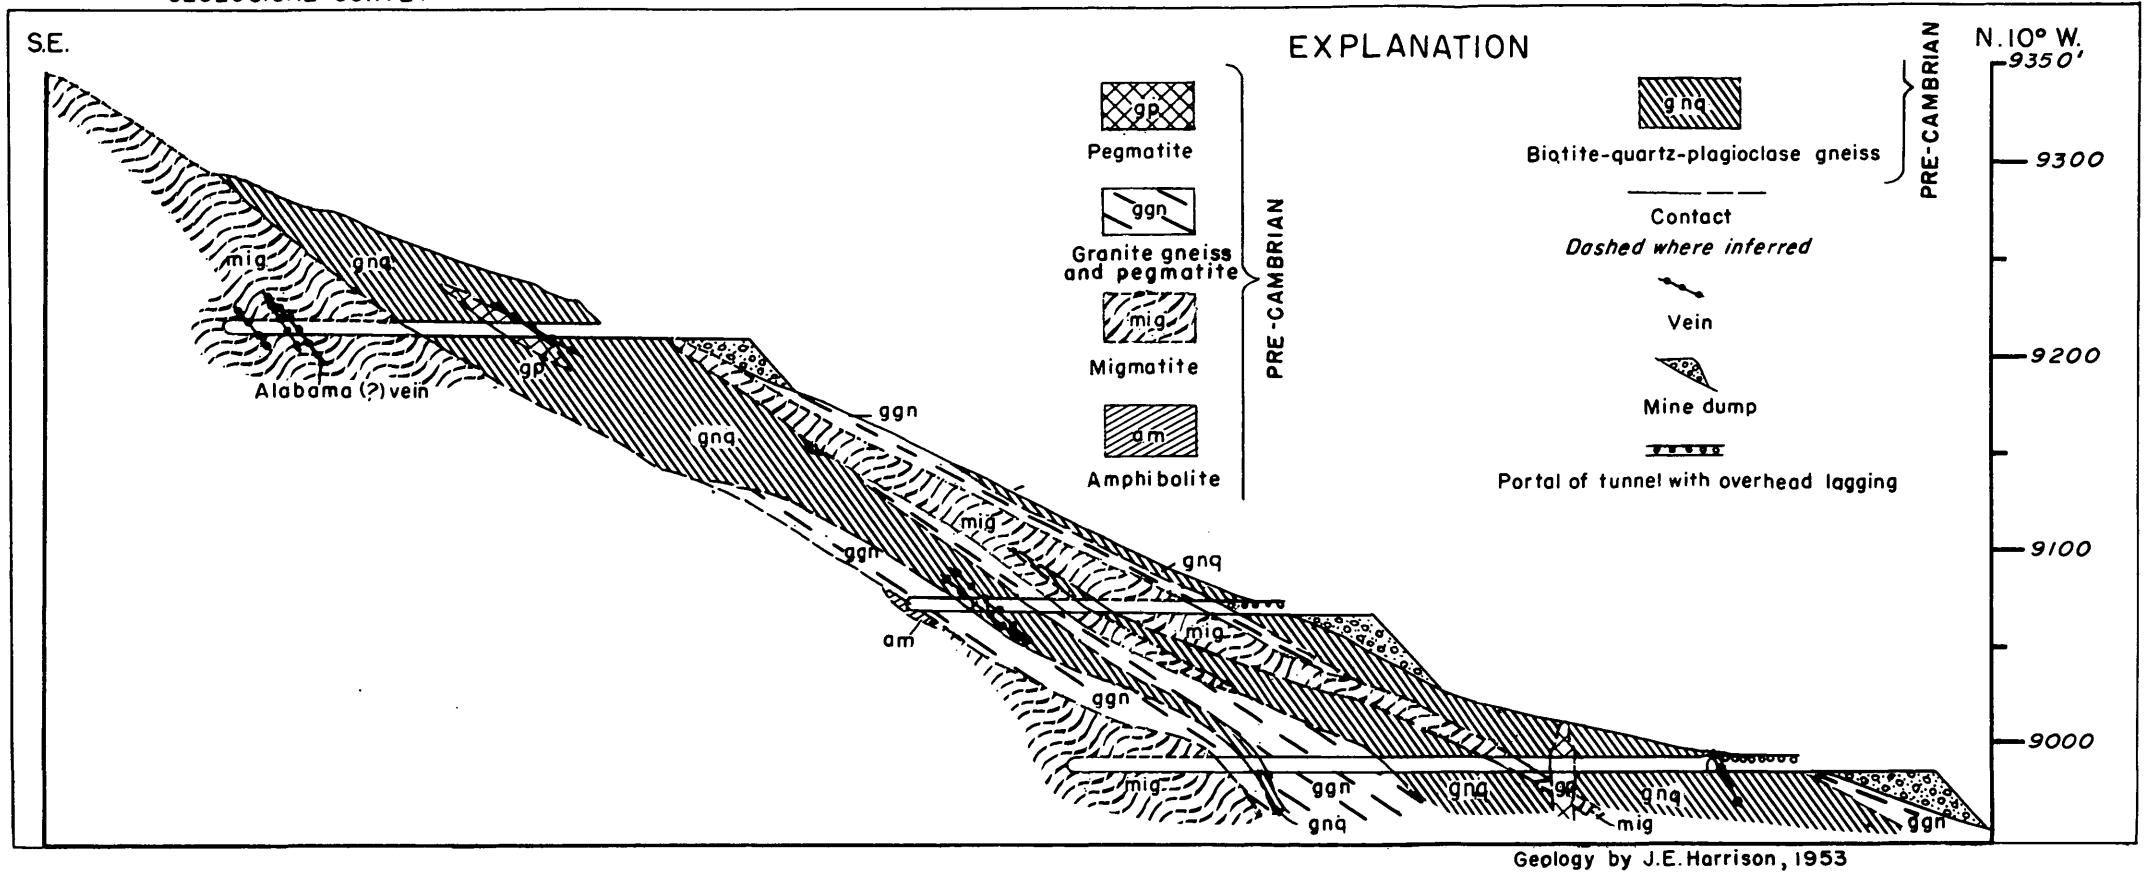 S.E.
EXPLANATION
N.10° W.
9350'
gp
Pegmatite
ggn
Granite gneiss
and pegmatite
mig
Migmatite
am
Amphibolite
PRE-CAMBRIAN
gnq
Biotite-quartz-plagioclase gneiss
PRE-CAMBRIAN
Contact
Dashed where inferred
Vein
Mine dump
Portal of tunnel with overhead lagging
9300
9200
9100
9000
mig
gnq
gp
Alabama (?) vein
ggn
gnq
mig
ggn
gnq
am
mig
ggn
mig
ggn
gnq
gnq
gp
gnq
mig
ggn
Geology by J.E. Harrison, 1953